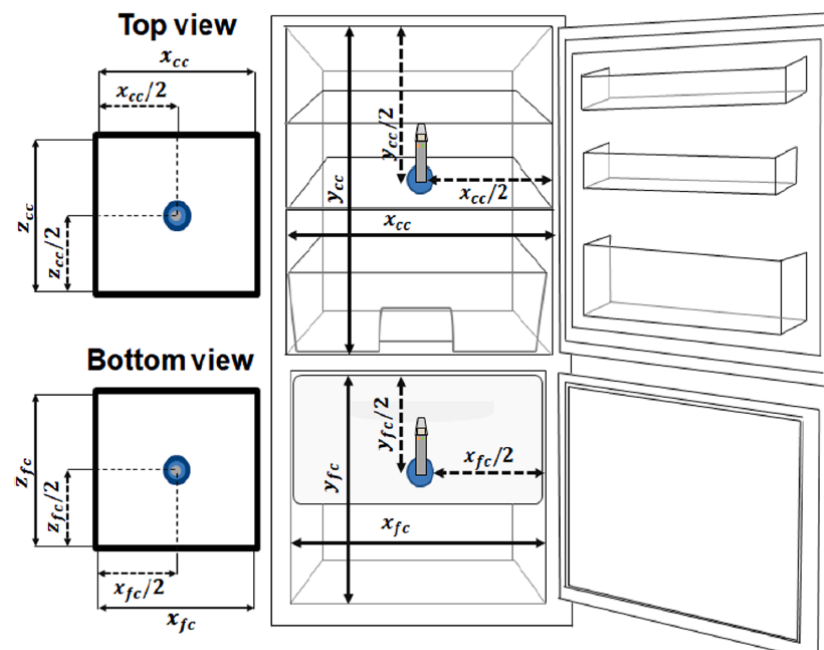 Top view
x_cc
x_cc/2
z_cc
z_cc/2
y_cc
y_cc/2
x_cc/2
x_cc
Bottom view
z_fc
z_fc/2
x_fc/2
x_fc
y_fc
y_fc/2
x_fc/2
x_fc